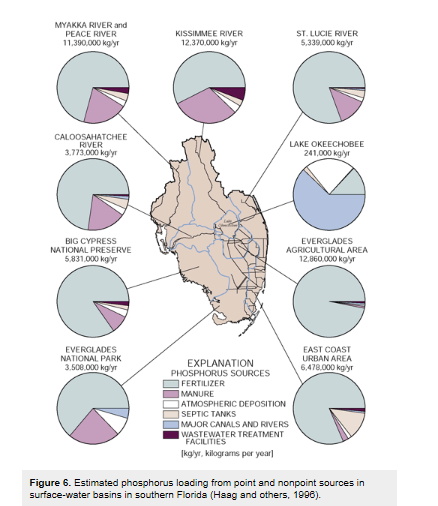 MYAKKA RIVER and
PEACE RIVER
11,390,000 kg/yr
KISSIMMEE RIVER
12,370,000 kg/yr
ST. LUCIE RIVER
5,339,000 kg/yr
CALOOSAHATCHEE
RIVER
3,773,000 kg/yr
LAKE OKEECHOBEE
241,000 kg/yr
BIG CYPRESS
NATIONAL PRESERVE
5,831,000 kg/yr
EVERGLADES
AGRICULTURAL AREA
12,960,000 kg/yr
EVERGLADES
NATIONAL PARK
3,508,000 kg/yr
EAST COAST
URBAN AREA
6,478,000 kg/yr
EXPLANATION
PHOSPHORUS SOURCES
FERTILIZER
MANURE
ATMOSPHERIC DEPOSITION
SEPTIC TANKS
MAJOR CANALS AND RIVERS
WASTEWATER TREATMENT
FACILITIES
[kg/yr, kilograms per year]
Figure 6. Estimated phosphorus loading from point and nonpoint sources in
surface-water basins in southern Florida (Haag and others, 1996).